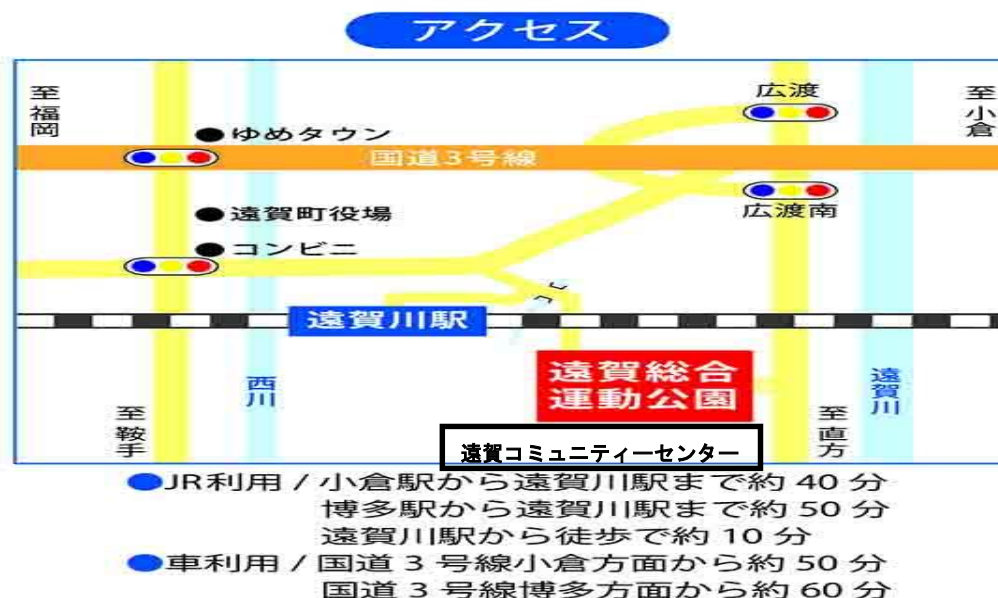 アクセス
至福岡
至小倉
広渡
ゆめタウン
国道3号線
遠賀町役場
広渡南
コンビニ
遠賀川駅
西川
遠賀総合
運動公園
遠賀川
至鞍手
至直方
遠賀コミュニティーセンター
●JR利用 / 小倉駅から遠賀川駅まで約 40 分
博多駅から遠賀川駅まで約 50 分
遠賀川駅から徒歩で約 10 分
●車利用 / 国道 3 号線小倉方面から約 50 分
国道 3 号線博多方面から約 60 分